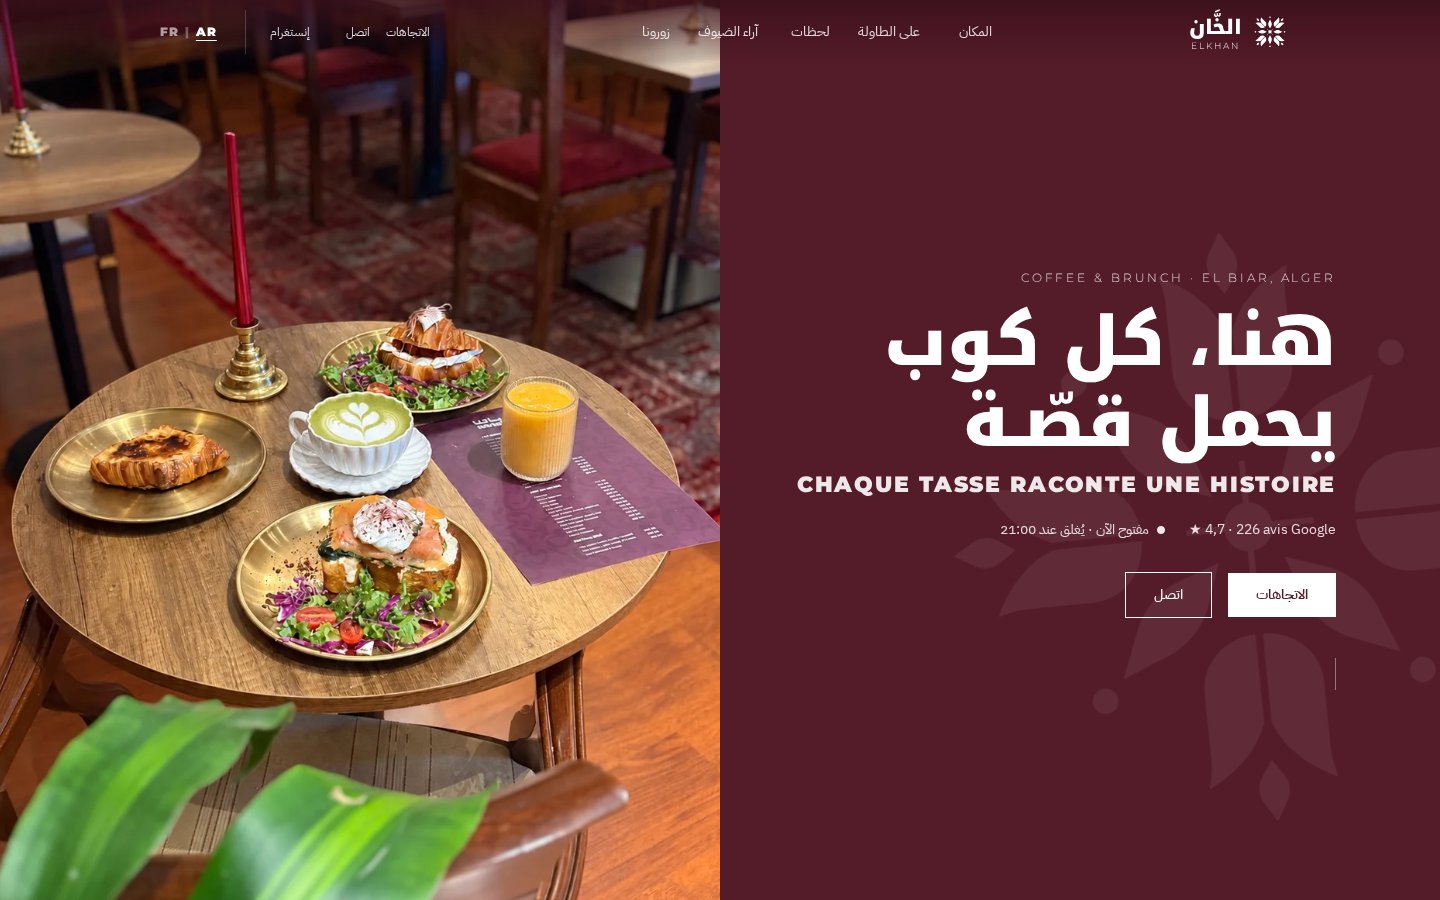 الخَّان
ELKHAN
المكان
على الطاولة
لحظات
آراء الضيوف
زورونا
الاتجاهات
اتصل
إنستغرام
FR | AR
COFFEE & BRUNCH · EL BIAR, ALGER
هنا، كل كوب
يحمل قصّة
CHAQUE TASSE RACONTE UNE HISTOIRE
★ 4,7 · 226 avis Google
مفتوح الآن · يُغلق عند 21:00
الاتجاهات
اتصل